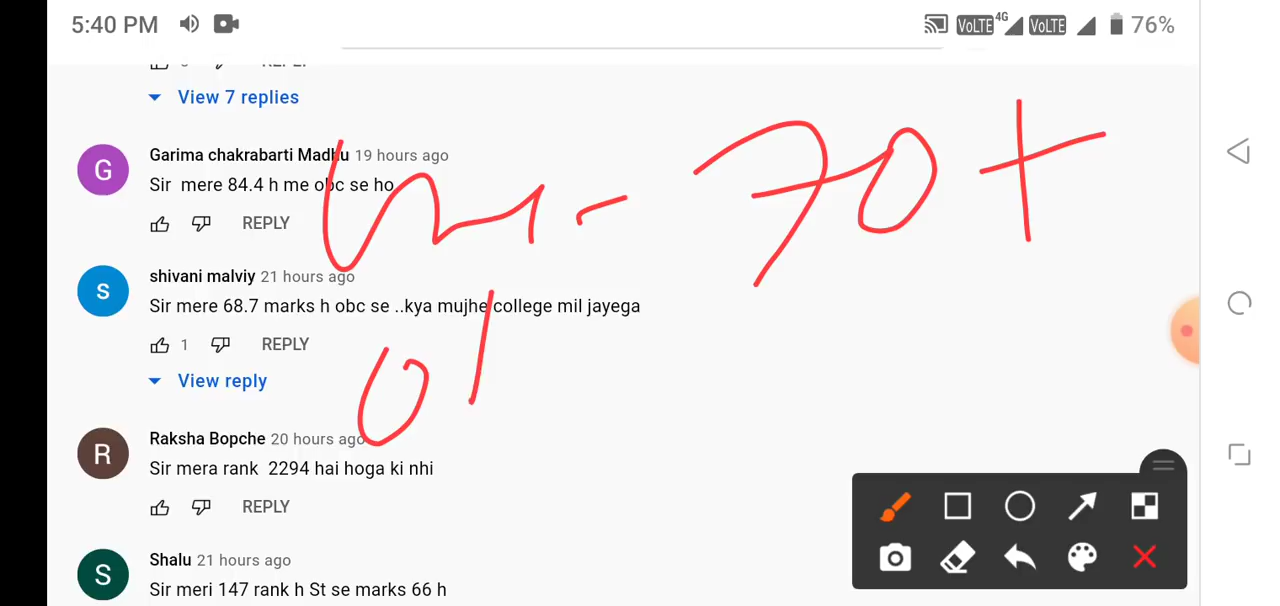 5:40 PM VoLTE 4G VoLTE 76%
View 7 replies
G Garima chakrabarti Madhu 19 hours ago
Sir mere 84.4 h me obc se ho
REPLY
S shivani malviy 21 hours ago
Sir mere 68.7 marks h obc se ..kya mujhe college mil jayega
1 REPLY
View reply
R Raksha Bopche 20 hours ago
Sir mera rank 2294 hai hoga ki nhi
REPLY
S Shalu 21 hours ago
Sir meri 147 rank h St se marks 66 h
70+